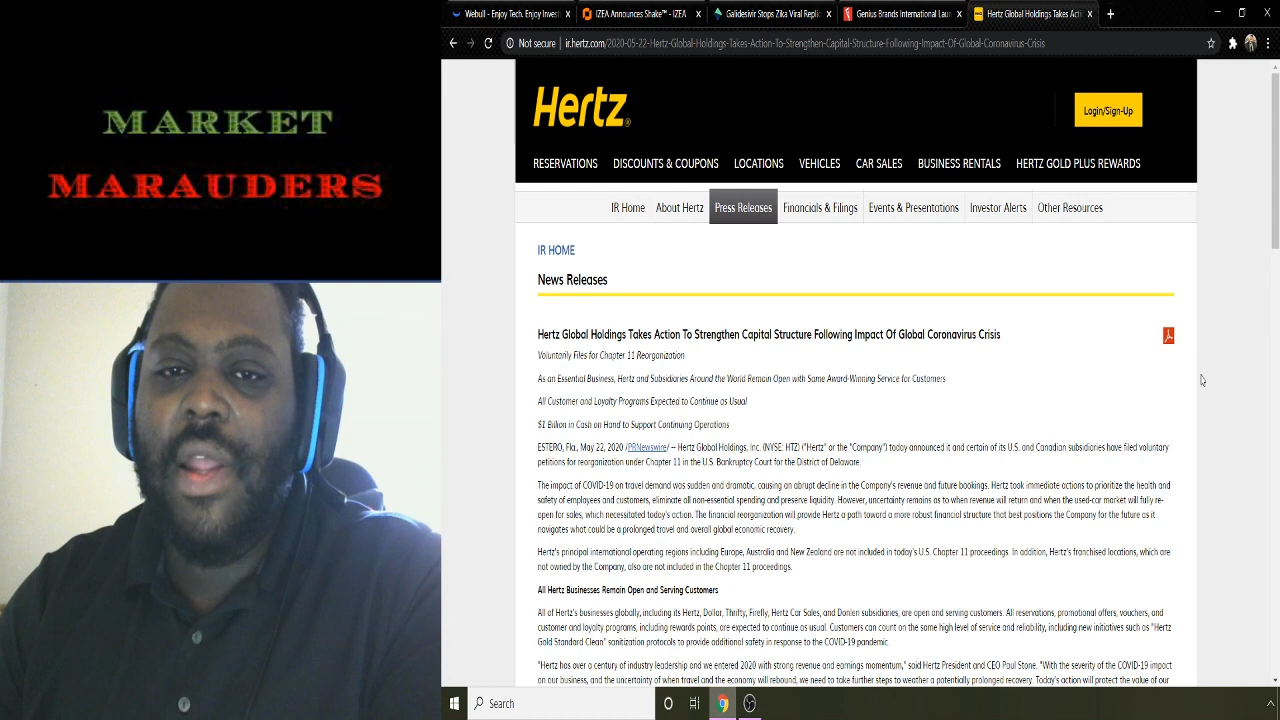 Webull - Enjoy Tech. Enjoy Inves
IZEA Announces Shake™ - IZEA
Galidesivir Stops Zika Viral Replic
Genius Brands International Lau
Hertz Global Holdings Takes Act
Not secure
ir.hertz.com/2020-05-22-Hertz-Global-Holdings-Takes-Action-To-Strengthen-Capital-Structure-Following-Impact-Of-Global-Coronavirus-Crisis
MARKET
MARAUDERS
Hertz®
Login/Sign-Up
RESERVATIONS DISCOUNTS & COUPONS LOCATIONS VEHICLES CAR SALES BUSINESS RENTALS HERTZ GOLD PLUS REWARDS
IR Home About Hertz Press Releases Financials & Filings Events & Presentations Investor Alerts Other Resources
IR HOME
News Releases
Hertz Global Holdings Takes Action To Strengthen Capital Structure Following Impact Of Global Coronavirus Crisis
Voluntarily Files for Chapter 11 Reorganization
As an Essential Business, Hertz and Subsidiaries Around the World Remain Open with Same Award-Winning Service for Customers
All Customer and Loyalty Programs Expected to Continue as Usual
$1 Billion in Cash on Hand to Support Continuing Operations
ESTERO, Fla., May 22, 2020 /PRNewswire/ -- Hertz Global Holdings, Inc. (NYSE: HTZ) ("Hertz" or the "Company") today announced it and certain of its U.S. and Canadian subsidiaries have filed voluntary
petitions for reorganization under Chapter 11 in the U.S. Bankruptcy Court for the District of Delaware.
The impact of COVID-19 on travel demand was sudden and dramatic, causing an abrupt decline in the Company's revenue and future bookings. Hertz took immediate actions to prioritize the health and
safety of employees and customers, eliminate all non-essential spending and preserve liquidity. However, uncertainty remains as to when revenue will return and when the used-car market will fully re-
open for sales, which necessitated today's action. The financial reorganization will provide Hertz a path toward a more robust financial structure that best positions the Company for the future as it
navigates what could be a prolonged travel and overall global economic recovery.
Hertz's principal international operating regions including Europe, Australia and New Zealand are not included in today's U.S. Chapter 11 proceedings. In addition, Hertz's franchised locations, which are
not owned by the Company, also are not included in the Chapter 11 proceedings.
All Hertz Businesses Remain Open and Serving Customers
All of Hertz's businesses globally, including its Hertz, Dollar, Thrifty, Firefly, Hertz Car Sales, and Donlen subsidiaries, are open and serving customers. All reservations, promotional offers, vouchers, and
customer and loyalty programs, including rewards points, are expected to continue as usual. Customers can count on the same high level of service and reliability, including new initiatives such as "Hertz
Gold Standard Clean" sanitization protocols to provide additional safety in response to the COVID-19 pandemic.
"Hertz has over a century of industry leadership and we entered 2020 with strong revenue and earnings momentum," said Hertz President and CEO Paul Stone. "With the severity of the COVID-19 impact
on our business, and the uncertainty of when travel and the economy will rebound, we need to take further steps to weather a potentially prolonged recovery. Today's action will protect the value of our
Search